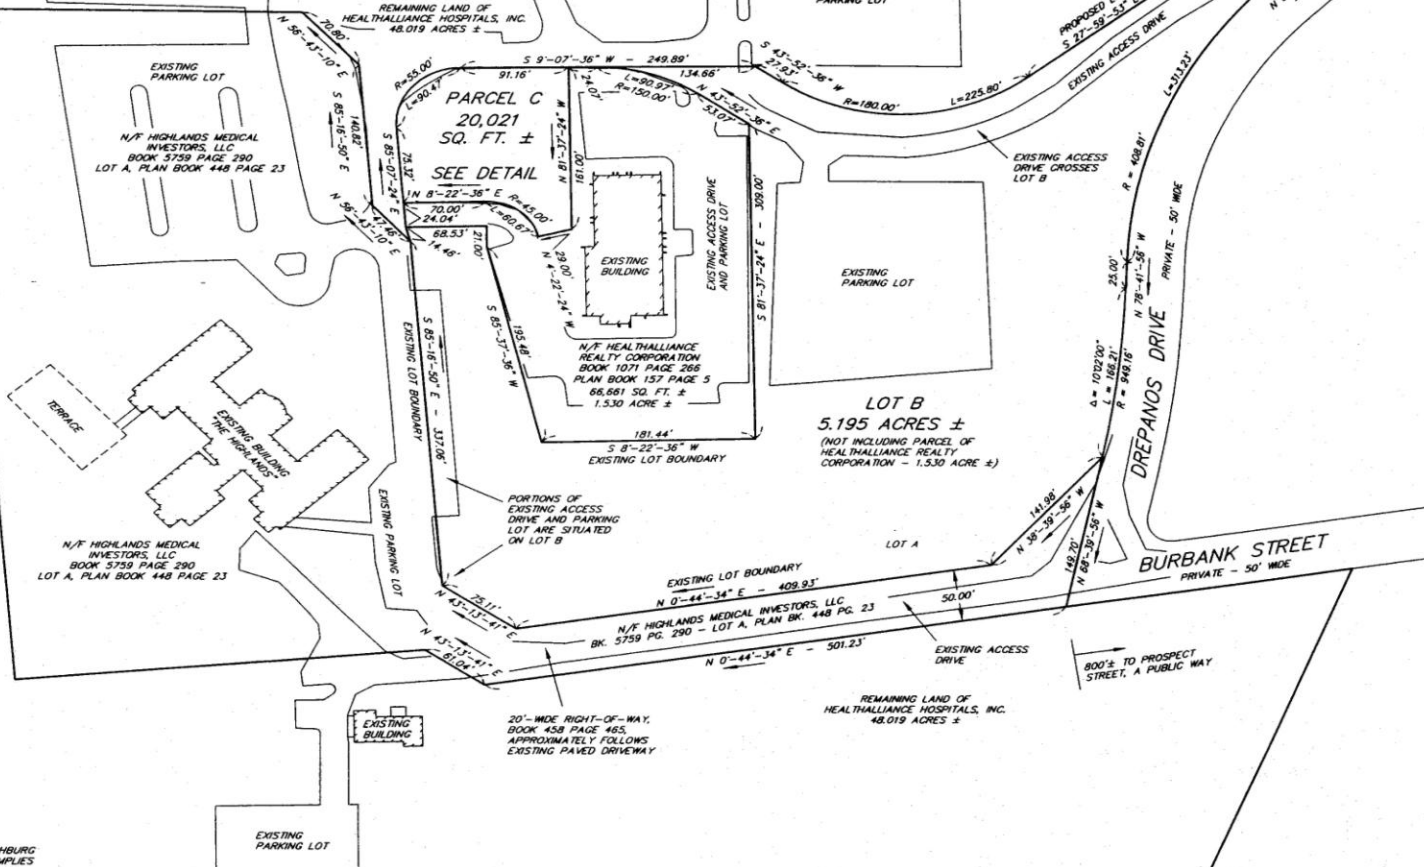 REMAINING LAND OF
HEALTHALLIANCE HOSPITALS, INC.
48.019 ACRES ±
PARKING LOT
PROPOSED
S 27°-59'-53" E
EXISTING ACCESS DRIVE
N 56°-43'-10" E
70.80'
EXISTING
PARKING LOT
N/F HIGHLANDS MEDICAL
INVESTORS, LLC
BOOK 5759 PAGE 290
LOT A, PLAN BOOK 448 PAGE 23
S 85°-16'-50" E
140.82'
S 85°-07'-24" E
75.32'
R=55.00'
L=90.47'
S 9°-07'-36" W - 249.89'
91.16'
134.66'
24.07'
L=90.97'
R=150.00'
N 43°-52'-36" E
53.07'
S 43°-52'-36" W
27.93'
R=180.00'
L=225.80'
L=313.23'
R = 408.81'
PARCEL C
20,021
SQ. FT. ±
SEE DETAIL
N 81°-37'-24" W
161.00'
N 8°-22'-36" E
70.00'
R=45.00'
L=60.67'
24.04'
68.53'
14.46'
21.00'
47.46'
N 56°-43'-10" E
29.00'
N 4°-22'-24" W
EXISTING
BUILDING
EXISTING ACCESS DRIVE
AND PARKING LOT
S 81°-37'-24" E - 309.00'
EXISTING ACCESS
DRIVE CROSSES
LOT B
EXISTING
PARKING LOT
25.00'
N 78°-41'-56" W
PRIVATE - 50' WIDE
DREPANOS DRIVE
Δ = 10°02'00"
L = 166.21'
R = 949.16'
195.48'
S 85°-37'-36" W
N/F HEALTHALLIANCE
REALTY CORPORATION
BOOK 1071 PAGE 266
PLAN BOOK 157 PAGE 5
66,661 SQ. FT. ±
1.530 ACRE ±
EXISTING LOT BOUNDARY
S 85°-16'-50" E - 337.06'
181.44'
S 8°-22'-36" W
EXISTING LOT BOUNDARY
LOT B
5.195 ACRES ±
(NOT INCLUDING PARCEL OF
HEALTHALLIANCE REALTY
CORPORATION - 1.530 ACRE ±)
TERRACE
EXISTING BUILDING
"THE HIGHLANDS"
EXISTING PARKING LOT
PORTIONS OF
EXISTING ACCESS
DRIVE AND PARKING
LOT ARE SITUATED
ON LOT B
N/F HIGHLANDS MEDICAL
INVESTORS, LLC
BOOK 5759 PAGE 290
LOT A, PLAN BOOK 448 PAGE 23
LOT A
141.98'
N 38°-39'-56" W
149.70'
N 68°-39'-56" W
BURBANK STREET
PRIVATE - 50' WIDE
EXISTING LOT BOUNDARY
N 0°-44'-34" E - 409.93'
75.11'
N 43°-13'-41" E
N/F HIGHLANDS MEDICAL INVESTORS, LLC
BK. 5759 PG. 290 - LOT A, PLAN BK. 448 PG. 23
50.00'
N 43°-13'-41" E
61.04'
N 0°-44'-34" E - 501.23'
EXISTING ACCESS
DRIVE
800'± TO PROSPECT
STREET, A PUBLIC WAY
REMAINING LAND OF
HEALTHALLIANCE HOSPITALS, INC.
48.019 ACRES ±
20'-WIDE RIGHT-OF-WAY,
BOOK 458 PAGE 465,
APPROXIMATELY FOLLOWS
EXISTING PAVED DRIVEWAY
EXISTING
BUILDING
EXISTING
PARKING LOT
HBURG
MPLIES